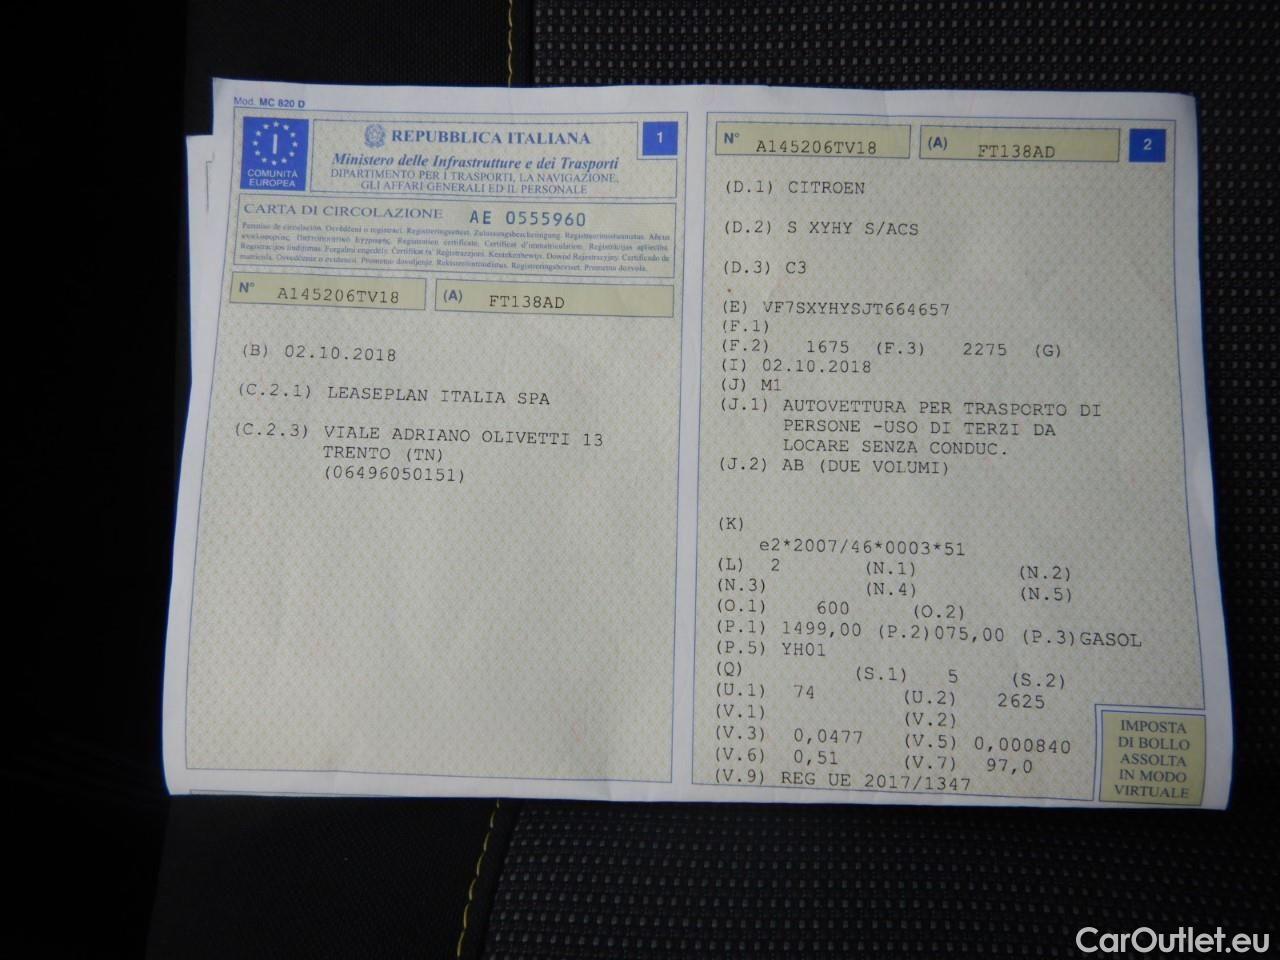 Mod. MC 820 D
I
COMUNITÀ
EUROPEA
REPUBBLICA ITALIANA
Ministero delle Infrastrutture e dei Trasporti
DIPARTIMENTO PER I TRASPORTI, LA NAVIGAZIONE,
GLI AFFARI GENERALI ED IL PERSONALE
1
CARTA DI CIRCOLAZIONE AE 0555960
N° A145206TV18 (A) FT138AD
(B) 02.10.2018
(C.2.1) LEASEPLAN ITALIA SPA
(C.2.3) VIALE ADRIANO OLIVETTI 13
TRENTO (TN)
(06496050151)
N° A145206TV18 (A) FT138AD
2
(D.1) CITROEN
(D.2) S XYHY S/ACS
(D.3) C3
(E) VF7SXYHYSJT664657
(F.1)
(F.2) 1675 (F.3) 2275 (G)
(I) 02.10.2018
(J) M1
(J.1) AUTOVETTURA PER TRASPORTO DI
PERSONE -USO DI TERZI DA
LOCARE SENZA CONDUC.
(J.2) AB (DUE VOLUMI)
(K)
e2*2007/46*0003*51
(L) 2 (N.1) (N.2)
(N.3) (N.4) (N.5)
(O.1) 600 (O.2)
(P.1) 1499,00 (P.2)075,00 (P.3)GASOL
(P.5) YH01
(Q) (S.1) 5 (S.2)
(U.1) 74 (U.2) 2625
(V.1) (V.2)
(V.3) 0,0477 (V.5) 0,000840
(V.6) 0,51 (V.7) 97,0
(V.9) REG UE 2017/1347
IMPOSTA
DI BOLLO
ASSOLTA
IN MODO
VIRTUALE
CarOutlet.eu